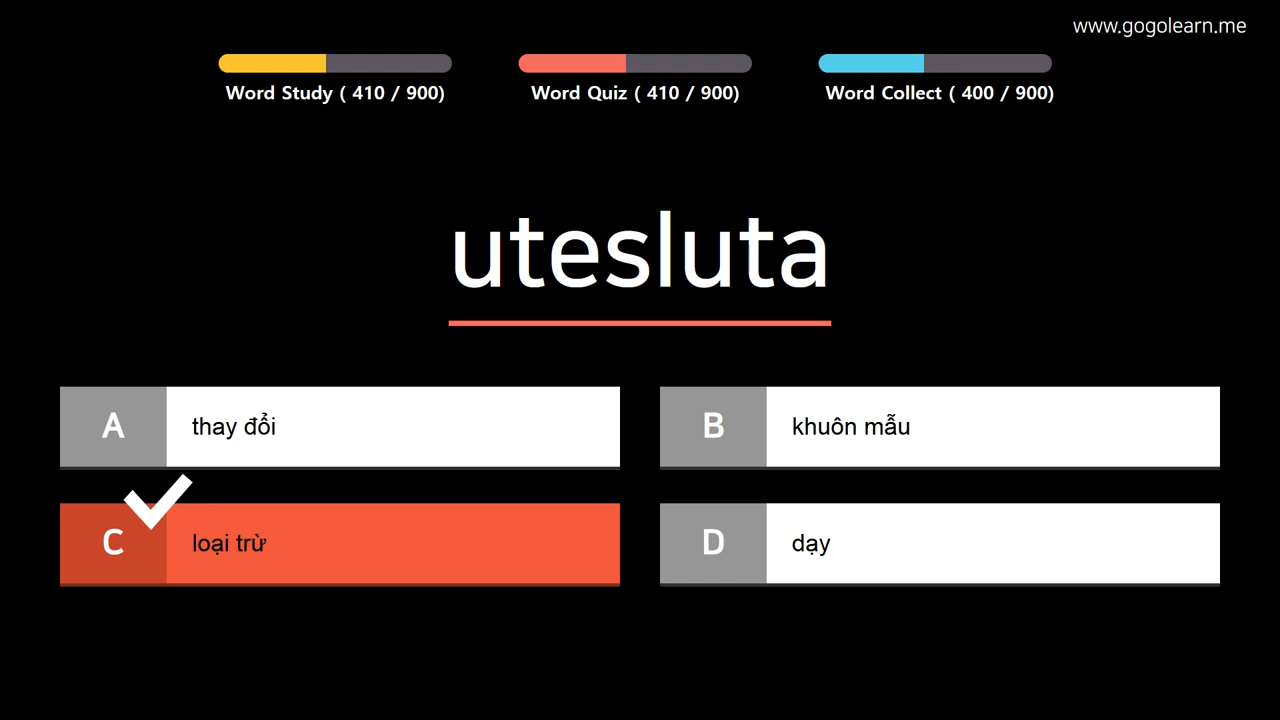 www.gogolearn.me
Word Study ( 410 / 900) Word Quiz ( 410 / 900) Word Collect ( 400 / 900)
utesluta
A thay đổi
B khuôn mẫu
C loại trừ
D dạy